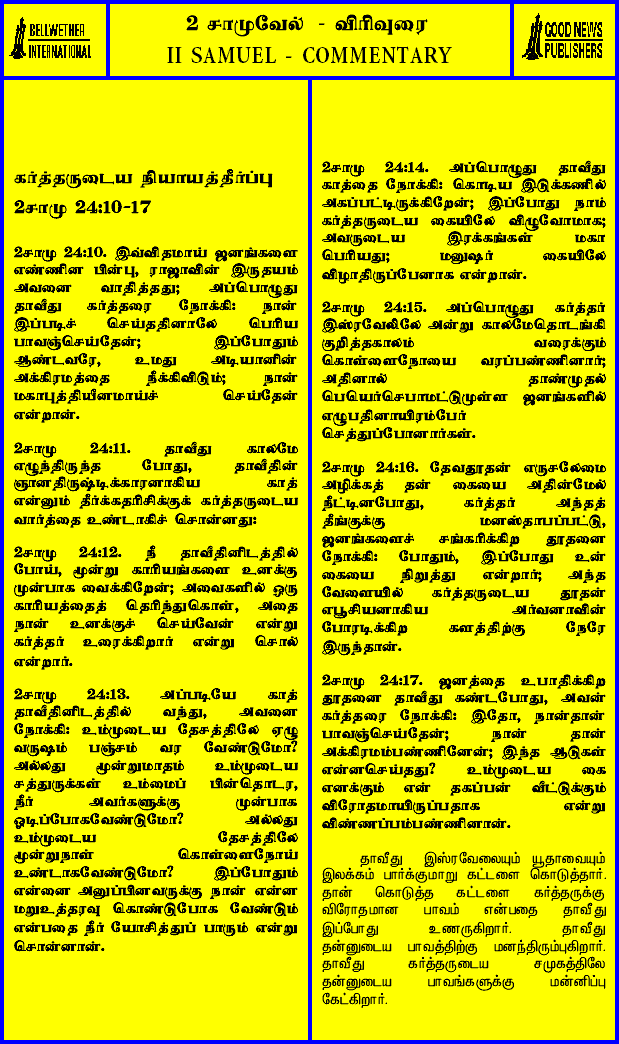 BELLWETHER
INTERNATIONAL
2 சாமுவேல் - விரிவுரை
II SAMUEL - COMMENTARY
GOOD NEWS
PUBLISHERS
கர்த்தருடைய நியாயத்தீர்ப்பு
2சாமு 24:10-17
2சாமு 24:10. இவ்விதமாய் ஜனங்களை
எண்ணின பின்பு, ராஜாவின் இருதயம்
அவனை வாதித்தது; அப்பொழுது
தாவீது கர்த்தரை நோக்கி: நான்
இப்படிச் செய்ததினாலே பெரிய
பாவஞ்செய்தேன்; இப்போதும்
ஆண்டவரே, உமது அடியானின்
அக்கிரமத்தை நீக்கிவிடும்; நான்
மகாபுத்தியீனமாய்ச் செய்தேன்
என்றான்.
2சாமு 24:11. தாவீது காலமே
எழுந்திருந்த போது, தாவீதின்
ஞானதிருஷ்டிக்காரனாகிய காத்
என்னும் தீர்க்கதரிசிக்குக் கர்த்தருடைய
வார்த்தை உண்டாகிச் சொன்னது:
2சாமு 24:12. நீ தாவீதினிடத்தில்
போய், மூன்று காரியங்களை உனக்கு
முன்பாக வைக்கிறேன்; அவைகளில் ஒரு
காரியத்தைத் தெரிந்துகொள், அதை
நான் உனக்குச் செய்வேன் என்று
கர்த்தர் உரைக்கிறார் என்று சொல்
என்றார்.
2சாமு 24:13. அப்படியே காத்
தாவீதினிடத்தில் வந்து, அவனை
நோக்கி: உம்முடைய தேசத்திலே ஏழு
வருஷம் பஞ்சம் வர வேண்டுமோ?
அல்லது மூன்றுமாதம் உம்முடைய
சத்துருக்கள் உம்மைப் பின்தொடர,
நீர் அவர்களுக்கு முன்பாக
ஓடிப்போகவேண்டுமோ? அல்லது
உம்முடைய தேசத்திலே
மூன்றுநாள் கொள்ளைநோய்
உண்டாகவேண்டுமோ? இப்போதும்
என்னை அனுப்பினவருக்கு நான் என்ன
மறுஉத்தரவு கொண்டுபோக வேண்டும்
என்பதை நீர் யோசித்துப் பாரும் என்று
சொன்னான்.
2சாமு 24:14. அப்பொழுது தாவீது
காத்தை நோக்கி: கொடிய இடுக்கணில்
அகப்பட்டிருக்கிறேன்; இப்போது நாம்
கர்த்தருடைய கையிலே விழுவோமாக;
அவருடைய இரக்கங்கள் மகா
பெரியது; மனுஷர் கையிலே
விழாதிருப்பேனாக என்றான்.
2சாமு 24:15. அப்பொழுது கர்த்தர்
இஸ்ரவேலிலே அன்று காலமேதொடங்கி
குறித்தகாலம் வரைக்கும்
கொள்ளைநோயை வரப்பண்ணினார்;
அதினால் தாண்முதல்
பெயெர்செபாமட்டுமுள்ள ஜனங்களில்
எழுபதினாயிரம்பேர்
செத்துப்போனார்கள்.
2சாமு 24:16. தேவதூதன் எருசலேமை
அழிக்கத் தன் கையை அதின்மேல்
நீட்டினபோது, கர்த்தர் அந்தத்
தீங்குக்கு மனஸ்தாபப்பட்டு,
ஜனங்களைச் சங்கரிக்கிற தூதனை
நோக்கி: போதும், இப்போது உன்
கையை நிறுத்து என்றார்; அந்த
வேளையில் கர்த்தருடைய தூதன்
எபூசியனாகிய அர்வனாவின்
போரடிக்கிற களத்திற்கு நேரே
இருந்தான்.
2சாமு 24:17. ஜனத்தை உபாதிக்கிற
தூதனை தாவீது கண்டபோது, அவன்
கர்த்தரை நோக்கி: இதோ, நான்தான்
பாவஞ்செய்தேன்; நான் தான்
அக்கிரமம்பண்ணினேன்; இந்த ஆடுகள்
என்னசெய்தது? உம்முடைய கை
எனக்கும் என் தகப்பன் வீட்டுக்கும்
விரோதமாயிருப்பதாக என்று
விண்ணப்பம்பண்ணினான்.
தாவீது இஸ்ரவேலையும் யூதாவையும்
இலக்கம் பார்க்குமாறு கட்டளை கொடுத்தார்.
தான் கொடுத்த கட்டளை கர்த்தருக்கு
விரோதமான பாவம் என்பதை தாவீது
இப்போது உணருகிறார். தாவீது
தன்னுடைய பாவத்திற்கு மனந்திரும்புகிறார்.
தாவீது கர்த்தருடைய சமுகத்திலே
தன்னுடைய பாவங்களுக்கு மன்னிப்பு
கேட்கிறார்.